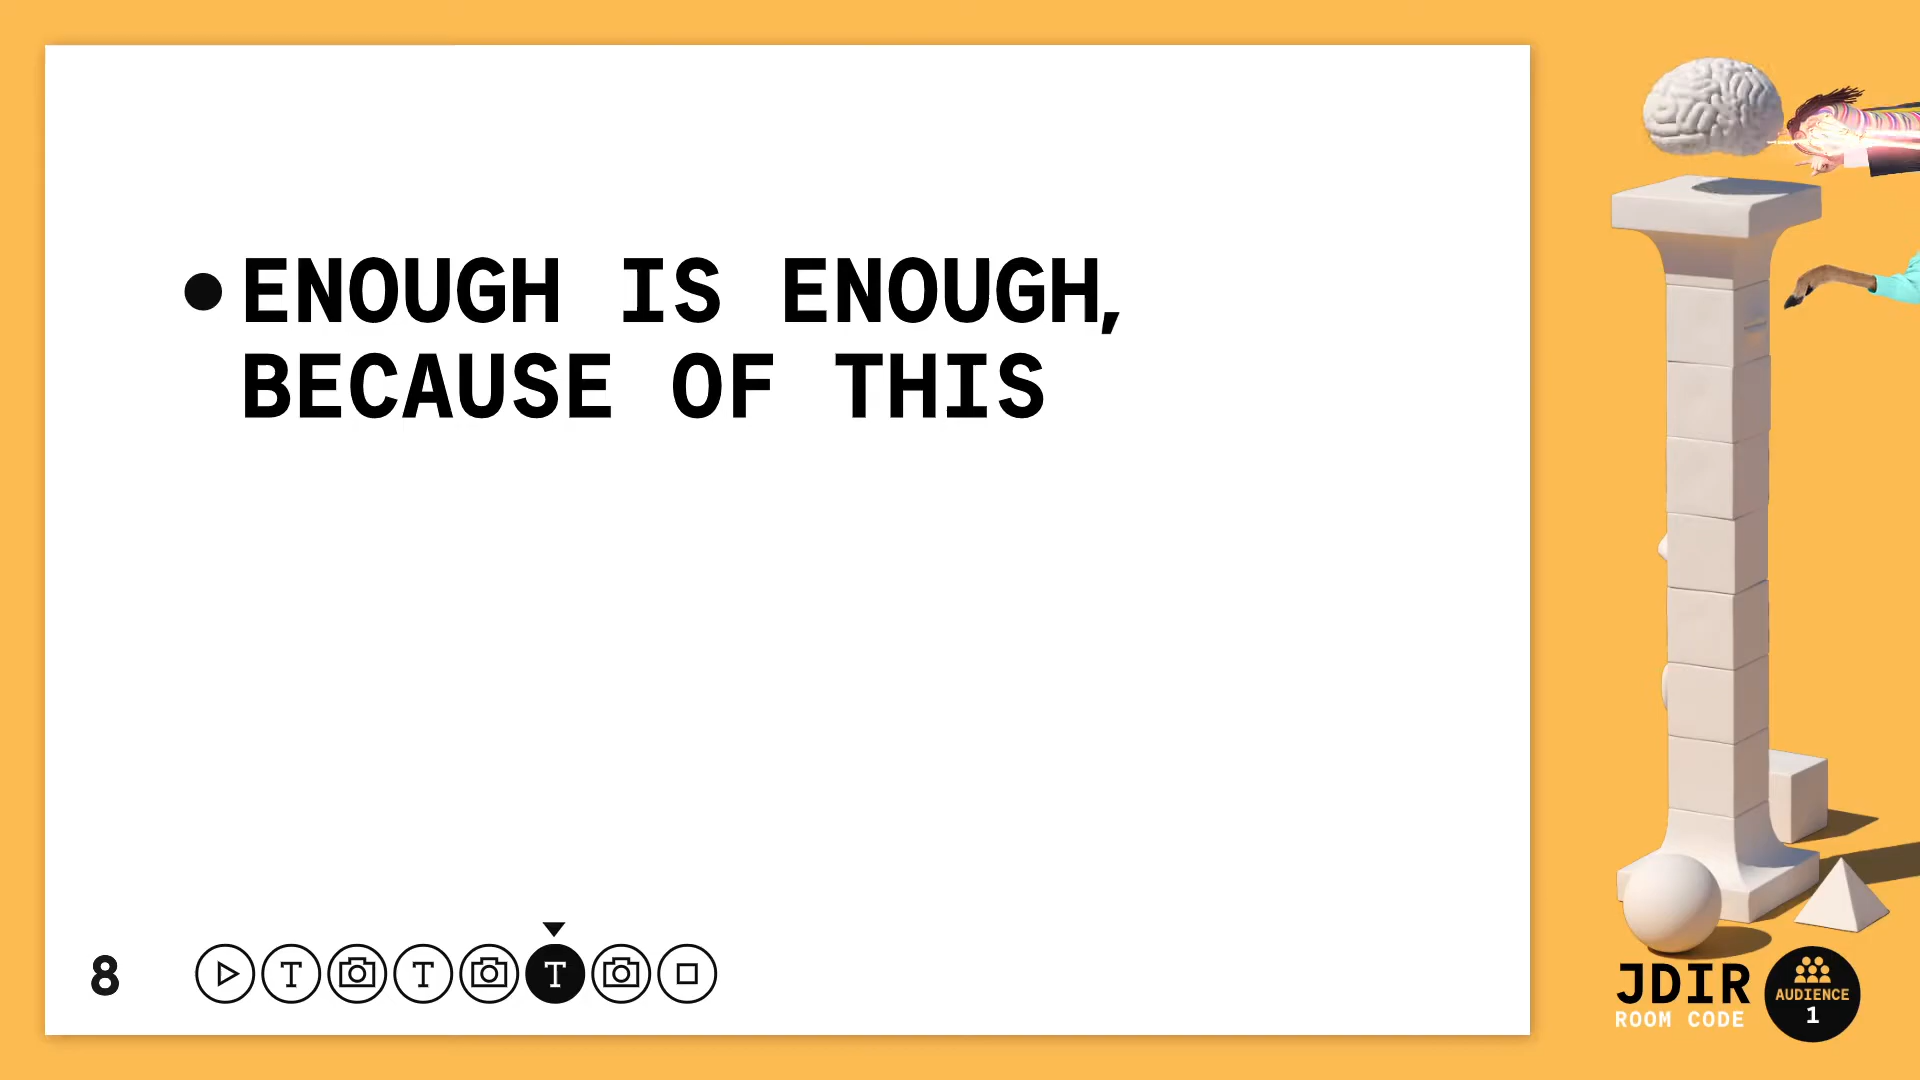 • ENOUGH IS ENOUGH,
BECAUSE OF THIS
8
T
T
T
JDIR
ROOM CODE
AUDIENCE
1